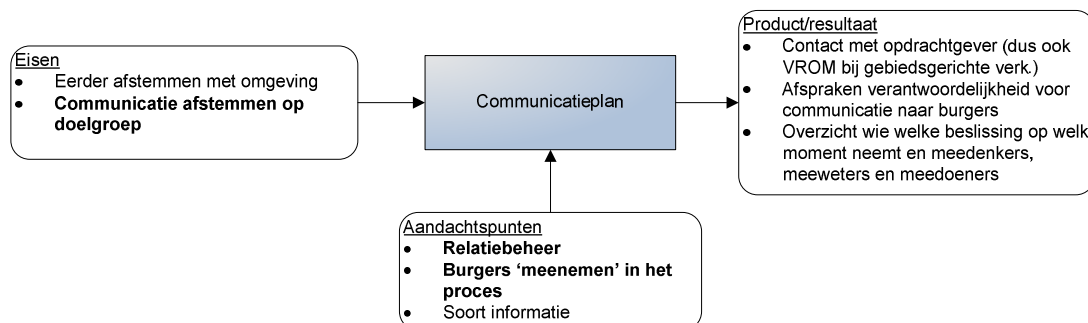 Eisen
• Eerder afstemmen met omgeving
• Communicatie afstemmen op
doelgroep
Communicatieplan
Product/resultaat
• Contact met opdrachtgever (dus ook
VROM bij gebiedsgerichte verk.)
• Afspraken verantwoordelijkheid voor
communicatie naar burgers
• Overzicht wie welke beslissing op welk
moment neemt en meedenkers,
meeweters en meedoeners
Aandachtspunten
• Relatiebeheer
• Burgers ‘meenemen’ in het
proces
• Soort informatie